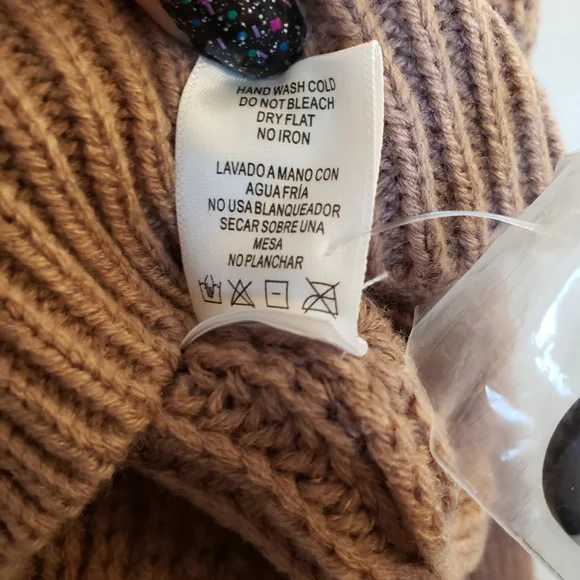 HAND WASH COLD
DO NOT BLEACH
DRY FLAT
NO IRON
LAVADO A MANO CON
AGUA FRÍA
NO USA BLANQUEADOR
SECAR SOBRE UNA
MESA
NO PLANCHAR